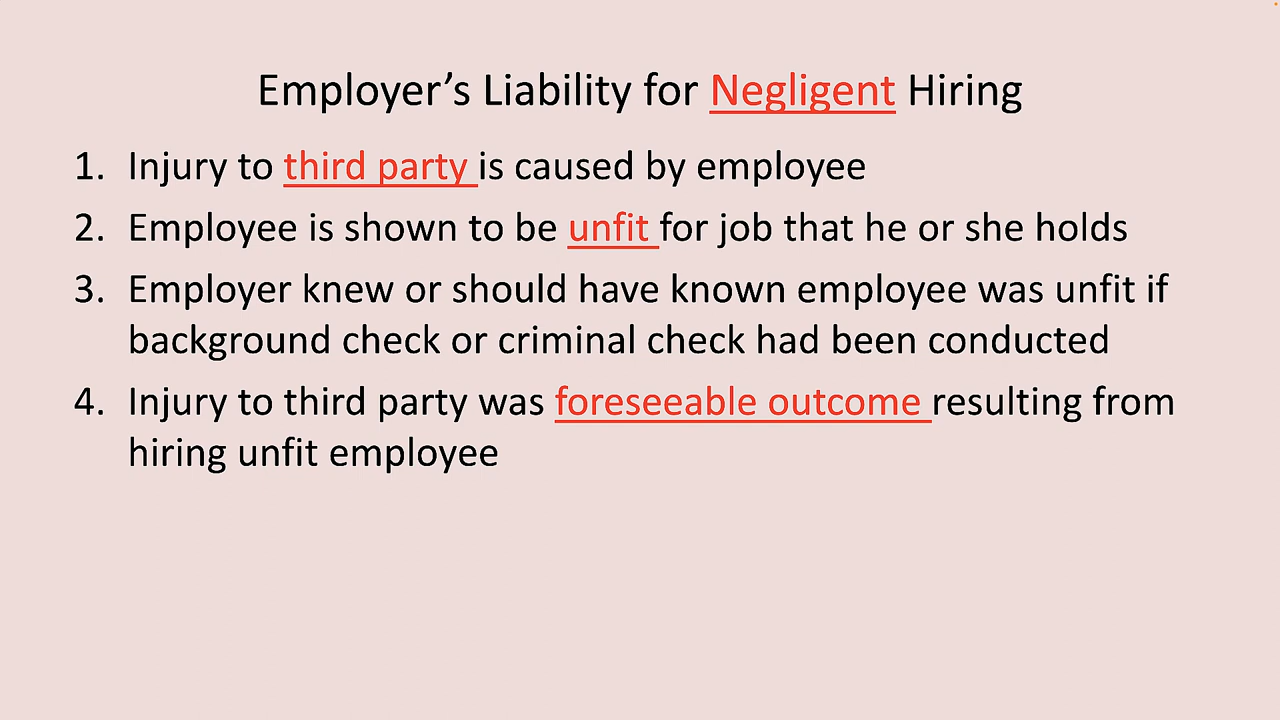 Employer’s Liability for Negligent Hiring
1. Injury to third party is caused by employee
2. Employee is shown to be unfit for job that he or she holds
3. Employer knew or should have known employee was unfit if
background check or criminal check had been conducted
4. Injury to third party was foreseeable outcome resulting from
hiring unfit employee